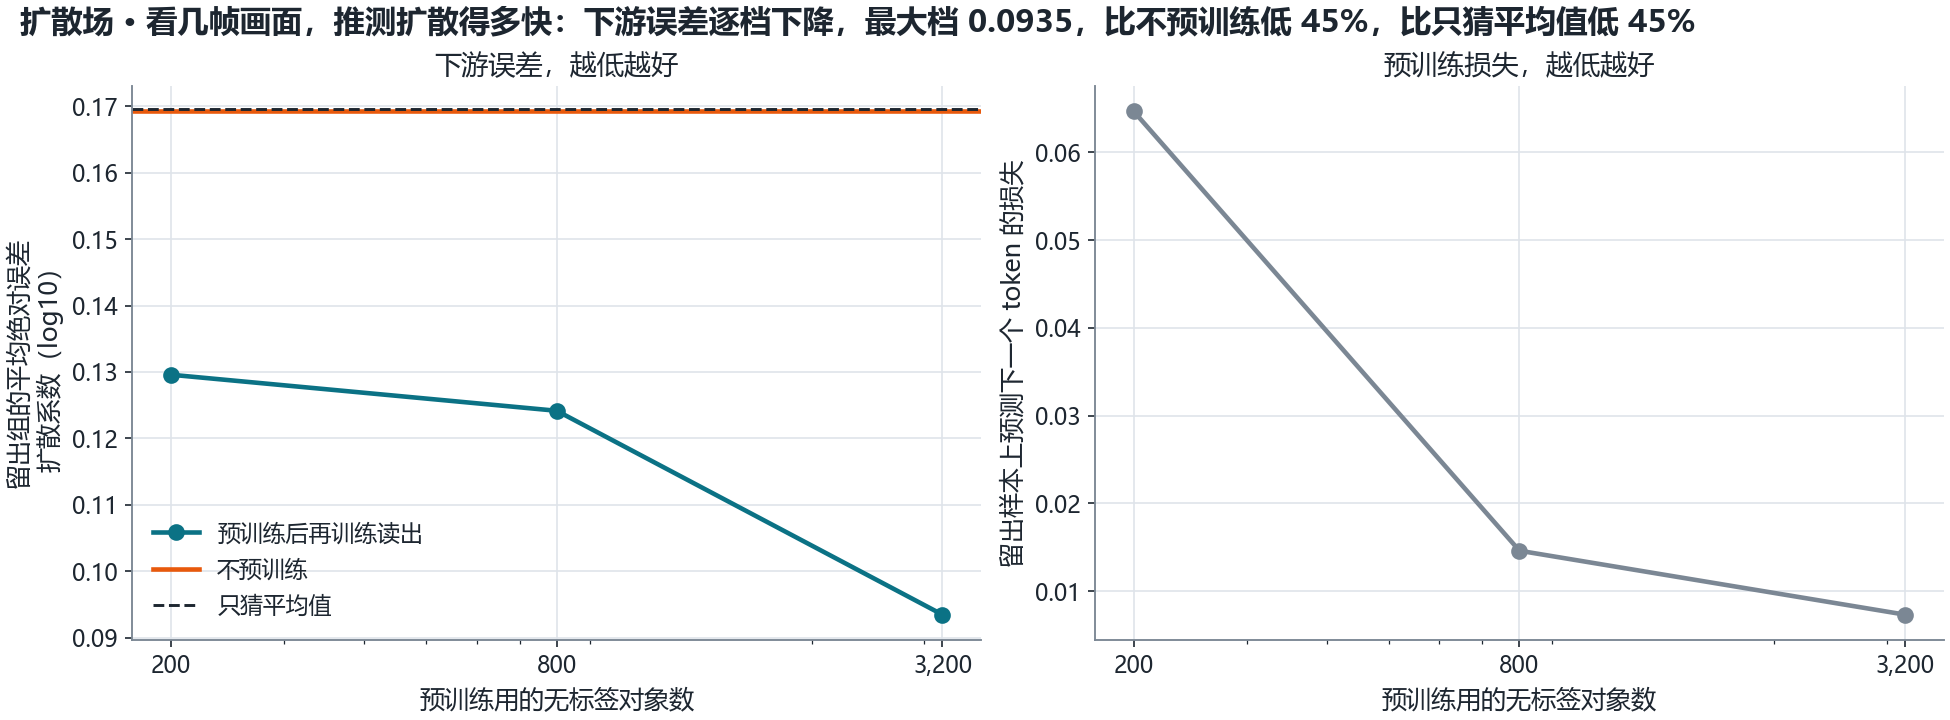 扩散场 • 看几帧画面，推测扩散得多快：下游误差逐档下降，最大档 0.0935，比不预训练低 45%，比只猜平均值低 45%
下游误差，越低越好
留出组的平均绝对误差
扩散系数（log10）
0.17
0.16
0.15
0.14
0.13
0.12
0.11
0.10
0.09
预训练后再训练读出
不预训练
只猜平均值
200
800
3,200
预训练用的无标签对象数
预训练损失，越低越好
留出样本上预测下一个 token 的损失
0.06
0.05
0.04
0.03
0.02
0.01
200
800
3,200
预训练用的无标签对象数